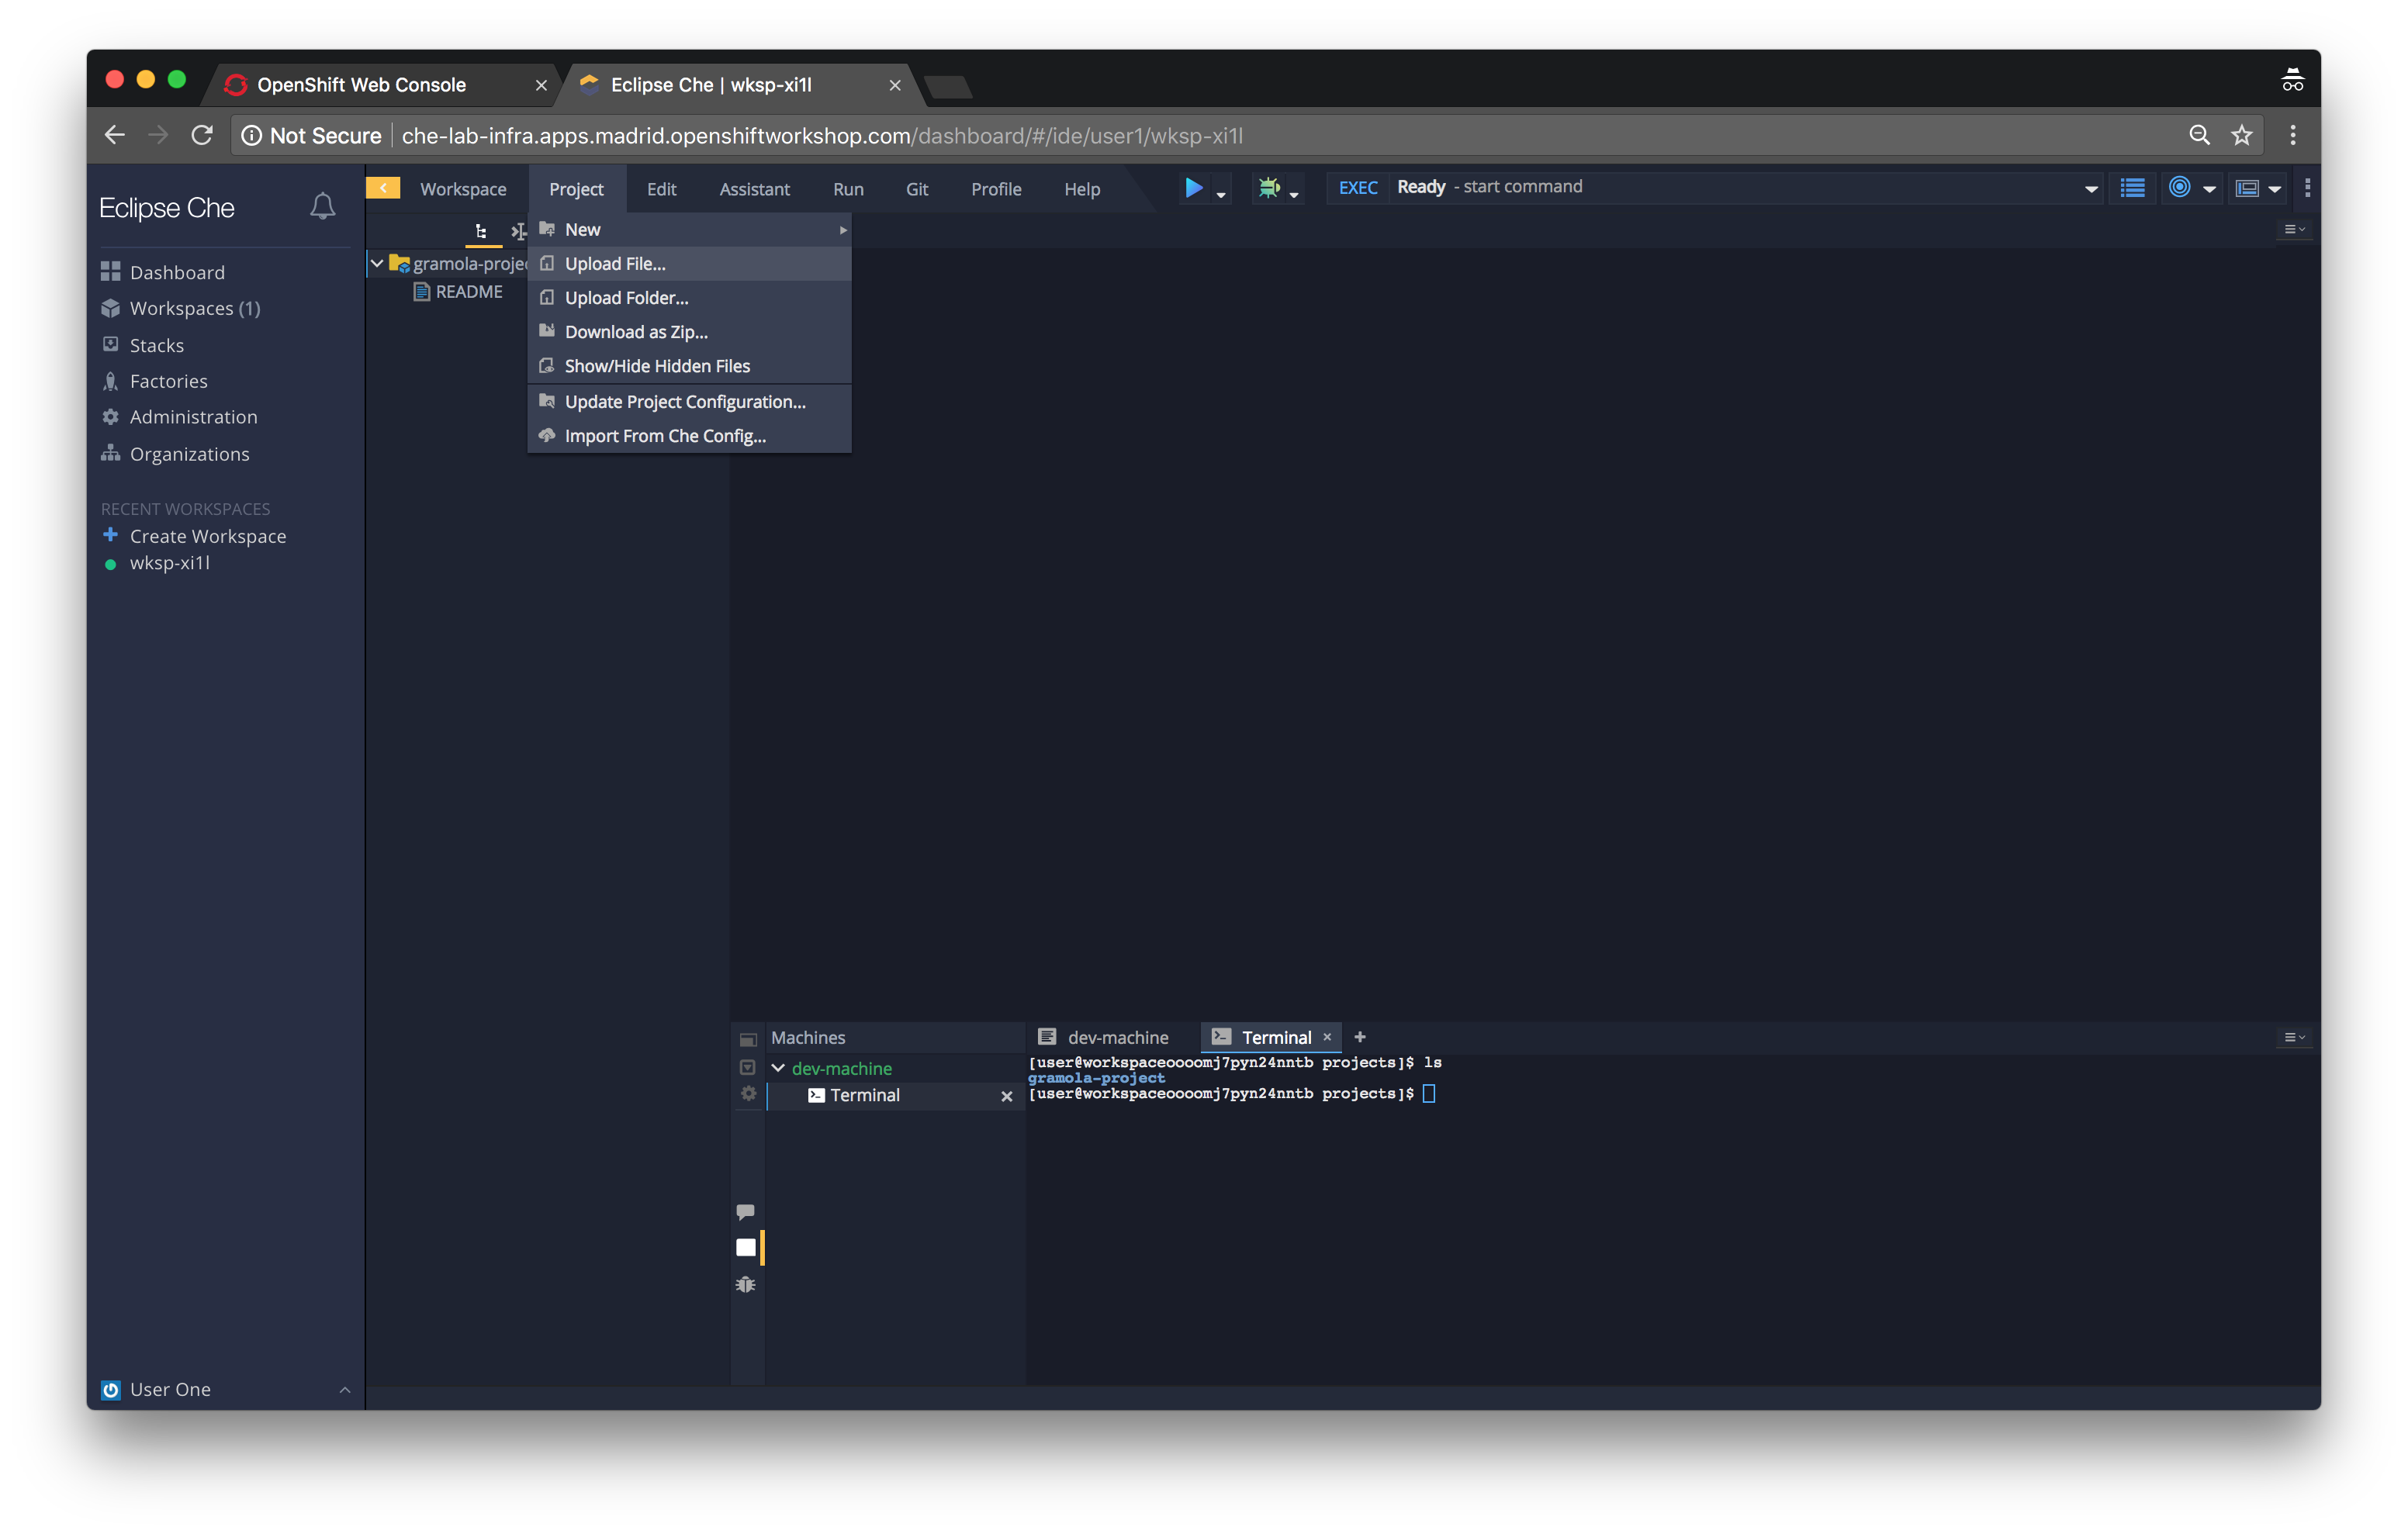 OpenShift Web Console
Eclipse Che | wksp-xi1l
Not Secure che-lab-infra.apps.madrid.openshiftworkshop.com/dashboard/#/ide/user1/wksp-xi1l
Eclipse Che
Workspace Project Edit Assistant Run Git Profile Help
EXEC Ready - start command
Dashboard
Workspaces (1)
Stacks
Factories
Administration
Organizations
RECENT WORKSPACES
Create Workspace
wksp-xi1l
User One
gramola-projec
README
New
Upload File...
Upload Folder...
Download as Zip...
Show/Hide Hidden Files
Update Project Configuration...
Import From Che Config...
Machines
dev-machine
Terminal
dev-machine Terminal
[user@workspaceoooomj7pyn24nntb projects]$ ls
gramola-project
[user@workspaceoooomj7pyn24nntb projects]$